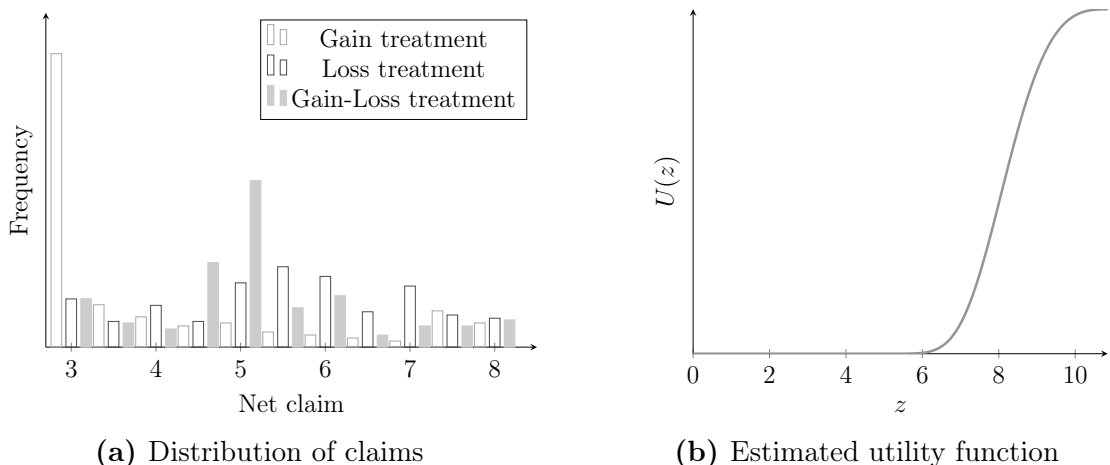 Gain treatment
Loss treatment
Gain-Loss treatment
Frequency
3 4 5 6 7 8
Net claim
(a) Distribution of claims
U(z)
0 2 4 6 8 10
z
(b) Estimated utility function